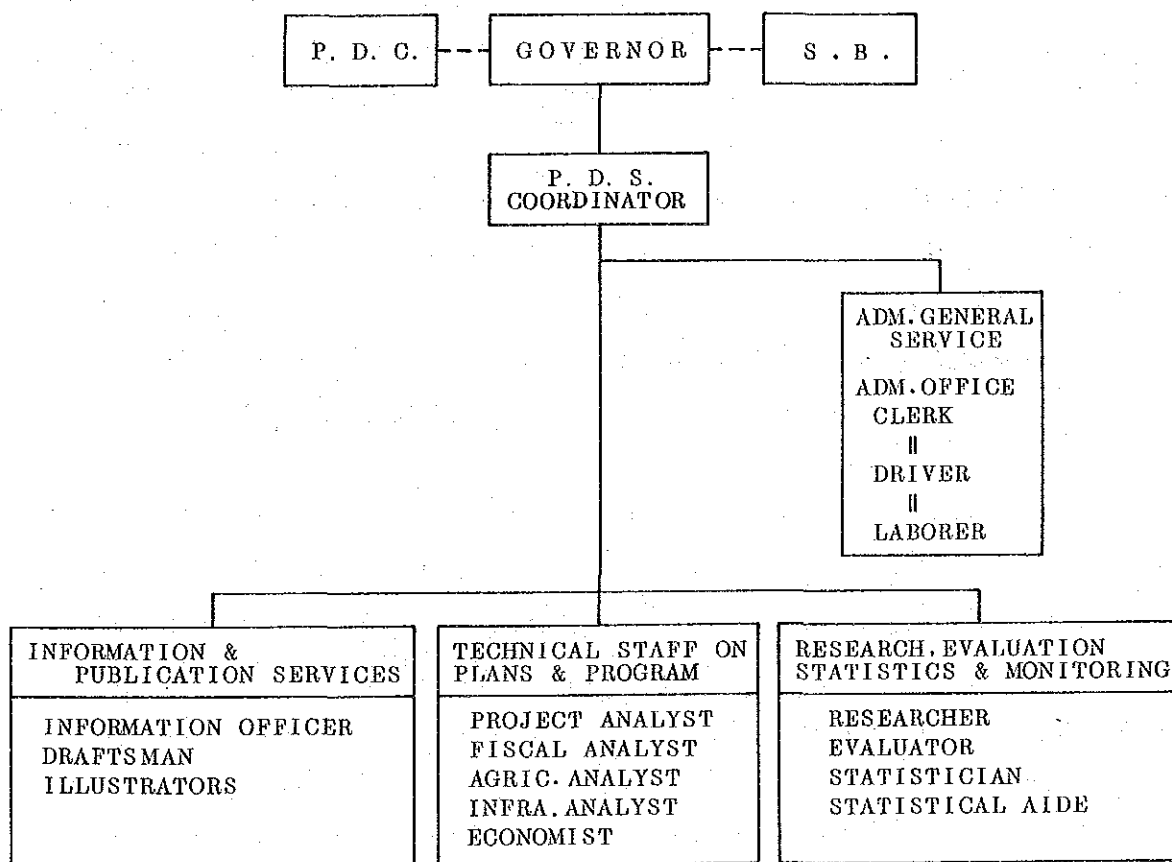 P. D. C.
GOVERNOR
S . B .
P. D. S.
COORDINATOR
ADM.GENERAL
SERVICE
ADM.OFFICE
CLERK
〃
DRIVER
〃
LABORER
INFORMATION &
PUBLICATION SERVICES
INFORMATION OFFICER
DRAFTSMAN
ILLUSTRATORS
TECHNICAL STAFF ON
PLANS & PROGRAM
PROJECT ANALYST
FISCAL ANALYST
AGRIC.ANALYST
INFRA.ANALYST
ECONOMIST
RESEARCH.EVALUATION
STATISTICS & MONITORING
RESEARCHER
EVALUATOR
STATISTICIAN
STATISTICAL AIDE